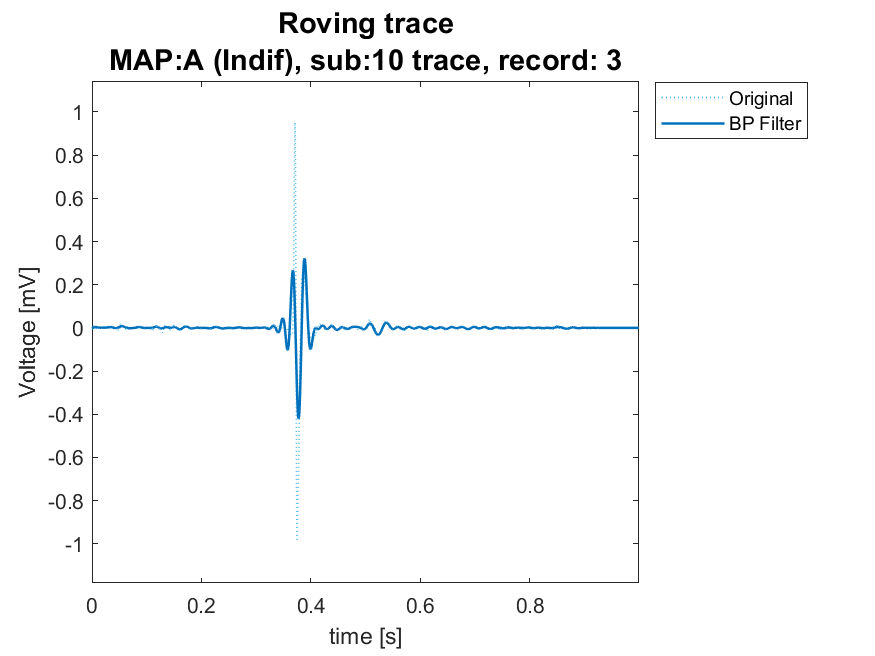 Roving trace
MAP:A (Indif), sub:10 trace, record: 3
Original
BP Filter
1
0.8
0.6
0.4
0.2
0
-0.2
-0.4
-0.6
-0.8
-1
Voltage [mV]
0 0.2 0.4 0.6 0.8
time [s]